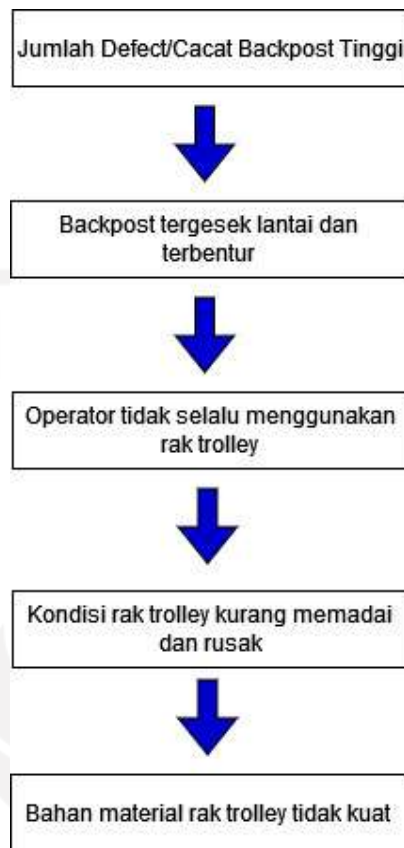 Jumlah Defect/Cacat Backpost Tinggi
Backpost tergesek lantai dan
terbentur
Operator tidak selalu menggunakan
rak trolley
Kondisi rak trolley kurang memadai
dan rusak
Bahan material rak trolley tidak kuat